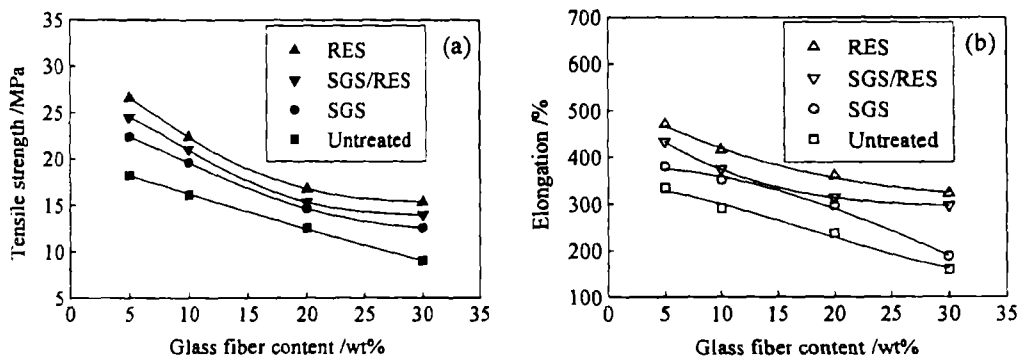 (a)
RES
SGS/RES
SGS
Untreated
Tensile strength /MPa
35
30
25
20
15
10
5
0 5 10 15 20 25 30 35
Glass fiber content /wt%
(b)
RES
SGS/RES
SGS
Untreated
Elongation /%
700
600
500
400
300
200
100
0 5 10 15 20 25 30 35
Glass fiber content /wt%